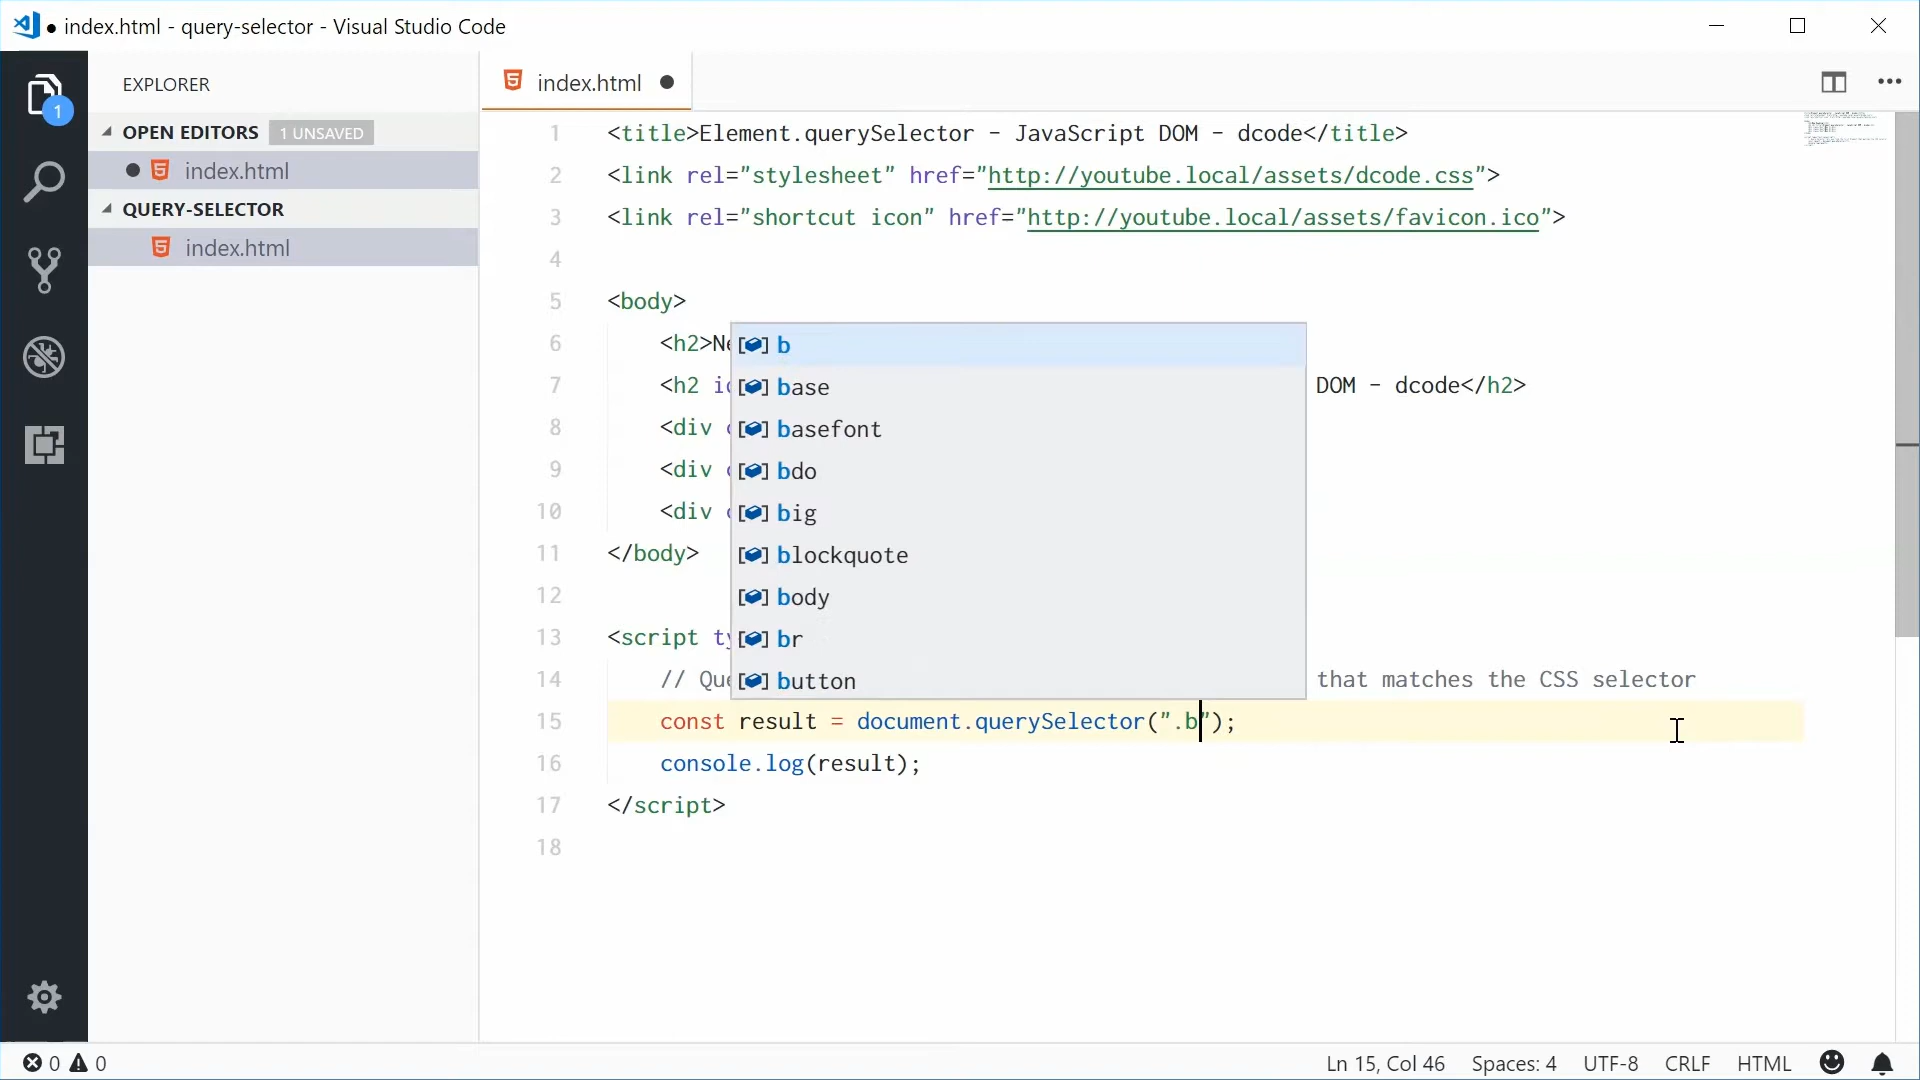 index.html - query-selector - Visual Studio Code
EXPLORER
OPEN EDITORS 1 UNSAVED
index.html
QUERY-SELECTOR
index.html
1
index.html
1 <title>Element.querySelector - JavaScript DOM - dcode</title>
2 <link rel="stylesheet" href="http://youtube.local/assets/dcode.css">
3 <link rel="shortcut icon" href="http://youtube.local/assets/favicon.ico">
4
5 <body>
6 <h2>Ne
7 <h2 id DOM - dcode</h2>
8 <div
9 <div
10 <div
11 </body>
12
13 <script ty
14 // Que that matches the CSS selector
15 const result = document.querySelector(".b");
16 console.log(result);
17 </script>
18
b
base
basefont
bdo
big
blockquote
body
br
button
0 0
Ln 15, Col 46 Spaces: 4 UTF-8 CRLF HTML